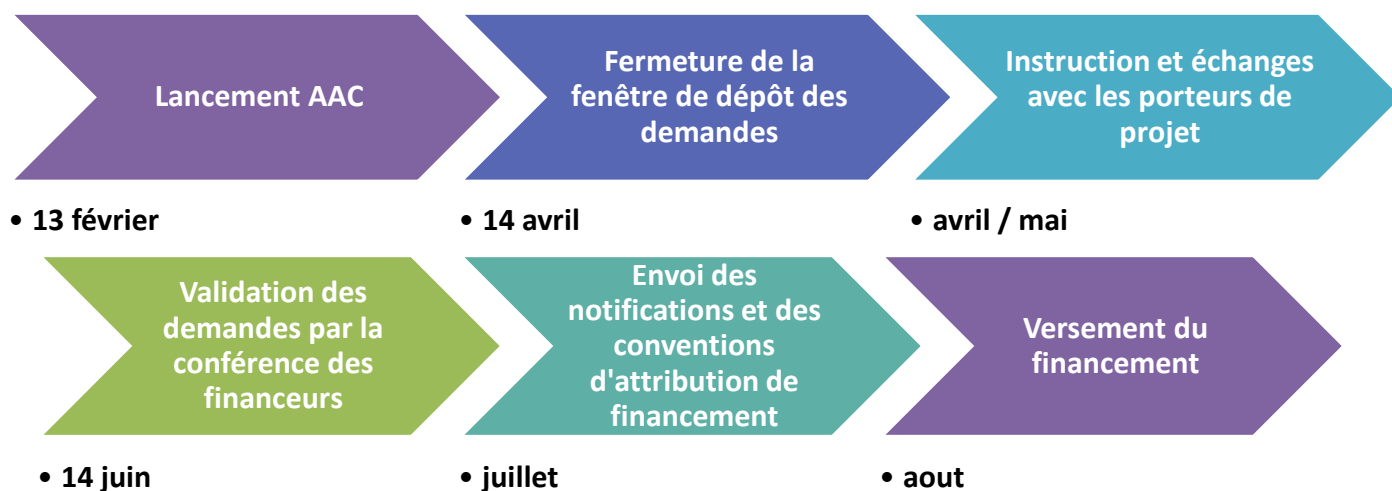 Lancement AAC
• 13 février
Fermeture de la
fenêtre de dépôt des
demandes
• 14 avril
Instruction et échanges
avec les porteurs de
projet
• avril / mai
Validation des
demandes par la
conférence des
financeurs
• 14 juin
Envoi des
notifications et des
conventions
d'attribution de
financement
• juillet
Versement du
financement
• aout